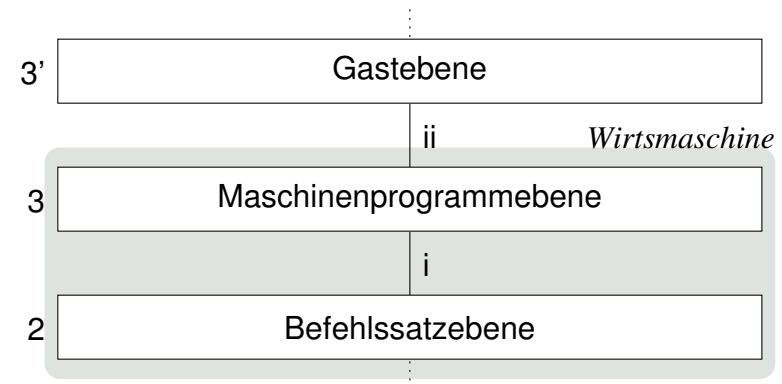 3’ Gastebene
ii Wirtsmaschine
3 Maschinenprogrammebene
i
2 Befehlssatzebene